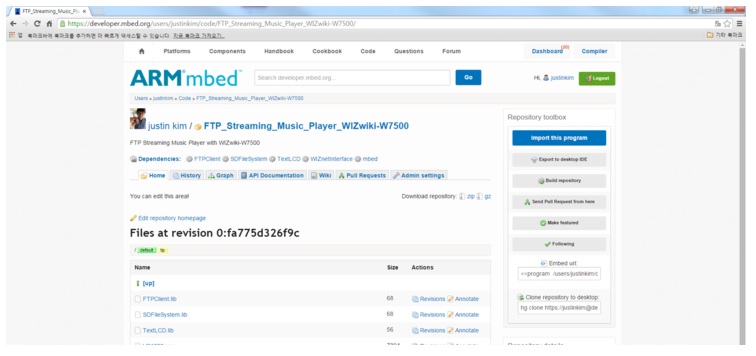 FTP_Streaming_Music_Pl
https://developer.mbed.org/users/justinkim/code/FTP_Streaming_Music_Player_WIZwiki-W7500/
앱 북마크바에 북마크를 추가하면 더 빠르게 액세스할 수 있습니다. 지금 북마크 가져오기...
기타 북마크
Platforms Components Handbook Cookbook Code Questions Forum
Dashboard Compiler
ARM mbed
Search developer.mbed.org...
Go
Hi, justinkim
Logout
Users » justinkim » Code » FTP_Streaming_Music_Player_WIZwiki-W7500
justin kim / FTP_Streaming_Music_Player_WIZwiki-W7500
FTP Streaming Music Player with WIZwiki-W7500
Dependencies: FTPClient SDFileSystem TextLCD WIZnetInterface mbed
Home History Graph API Documentation Wiki Pull Requests Admin settings
You can edit this area!
Download repository: zip gz
Edit repository homepage
Files at revision 0:fa775d326f9c
/ default tip
Name Size Actions
[up]
FTPClient.lib 68 Revisions Annotate
SDFileSystem.lib 68 Revisions Annotate
TextLCD.lib 56 Revisions Annotate
Repository toolbox
Import this program
Export to desktop IDE
Build repository
Send Pull Request from here
Make featured
Following
Embed url:
<<program /users/justinkim/c
Clone repository to desktop:
hg clone https://justinkim@de